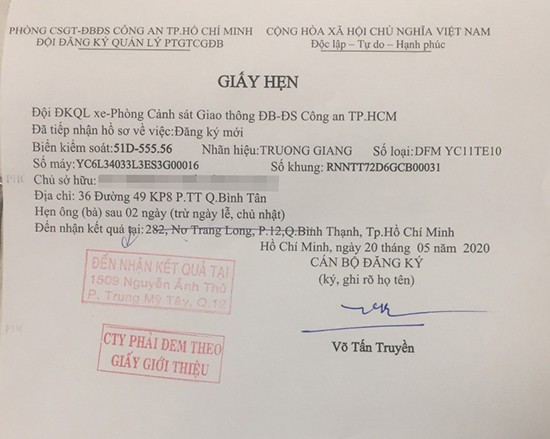 PHÒNG CSGT-ĐBĐS CÔNG AN TP.HỒ CHÍ MINH
ĐỘI ĐĂNG KÝ QUẢN LÝ PTGTCGĐB
CỘNG HÒA XÃ HỘI CHỦ NGHĨA VIỆT NAM
Độc lập – Tự do – Hạnh phúc
GIẤY HẸN
Đội ĐKQL xe-Phòng Cảnh sát Giao thông ĐB-ĐS Công an TP.HCM
Đã tiếp nhận hồ sơ về việc:Đăng ký mới
Biển kiểm soát:51D-555.56 Nhãn hiệu:TRUONG GIANG Số loại:DFM YC11TE10
Số máy:YC6L34033L3ES3G00016 Số khung: RNNTT72D6GCB00031
Chủ sở hữu:
Địa chỉ: 36 Đường 49 KP8 P.TT Q.Bình Tân
Hẹn ông (bà) sau 02 ngày (trừ ngày lễ, chủ nhật)
Đến nhận kết quả tại: 282, Nơ Trang Long, P.12,Q.Bình Thạnh, Tp.Hồ Chí Minh
Hồ Chí Minh, ngày 20 tháng 05 năm 2020
CÁN BỘ ĐĂNG KÝ
(ký, ghi rõ họ tên)
ĐẾN NHẬN KẾT QUẢ TẠI
1509 Nguyễn Ảnh Thủ
P. Trung Mỹ Tây, Q.12
CTY PHẢI ĐEM THEO
GIẤY GIỚI THIỆU
Võ Tấn Truyền